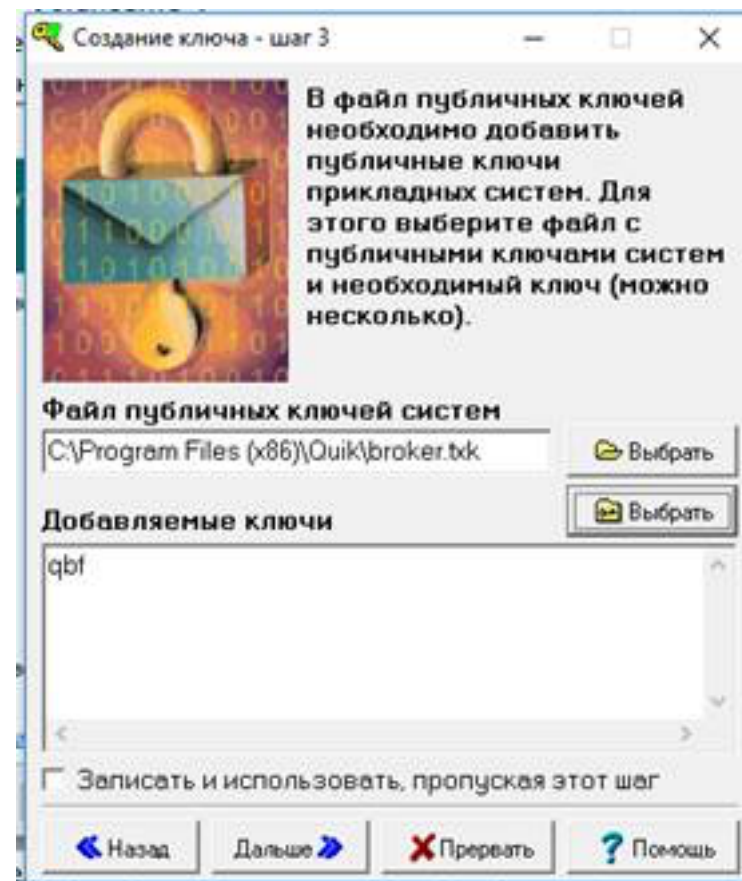 Создание ключа - шаг 3
В файл публичных ключей
необходимо добавить
публичные ключи
прикладных систем. Для
этого выберите файл с
публичными ключами систем
и необходимый ключ (можно
несколько).
Файл публичных ключей систем
C:\Program Files (x86)\Quik\broker.txk
Выбрать
Добавляемые ключи
Выбрать
qbf
Записать и использовать, пропуская этот шаг
Назад
Дальше
Прервать
? Помощь